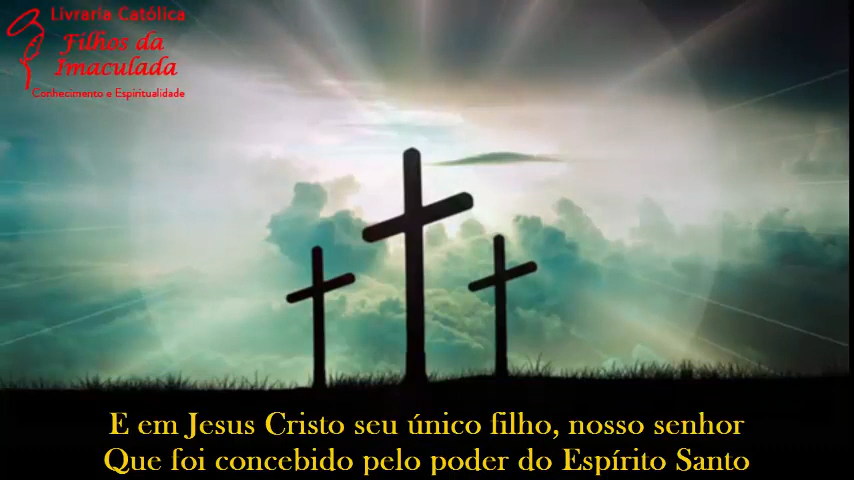 Livraria Católica
Filhos da
Imaculada
Conhecimento e Espiritualidade
E em Jesus Cristo seu único filho, nosso senhor
Que foi concebido pelo poder do Espírito Santo